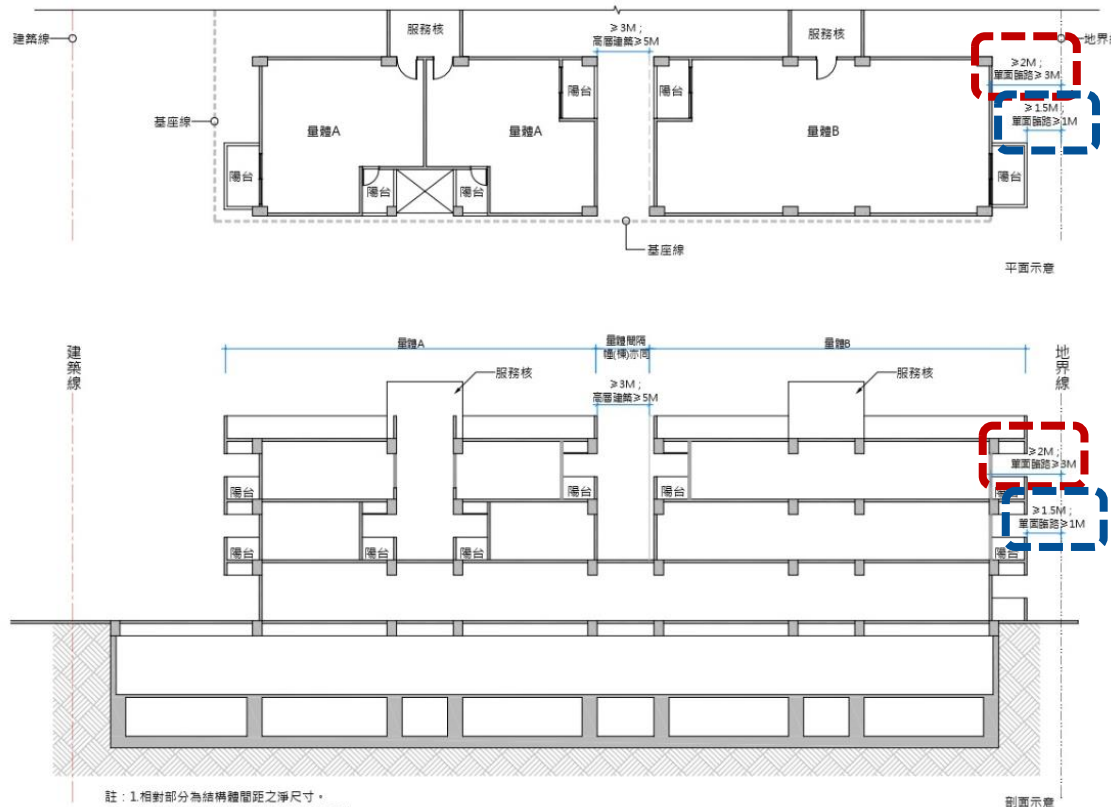 ≥3M；
高層建築≥5M
服務核
服務核
建築線
地界線
≥2M；
單面臨路≥3M
陽台
陽台
≥1.5M；
單面臨路≥1M
基座線
量體A
量體A
量體B
陽台
陽台
陽台
陽台
基座線
平面示意
建築線
量體A
量體間隔
幢(棟)亦同
量體B
地界線
服務核
服務核
≥3M；
高層建築≥5M
≥2M；
單面臨路≥3M
陽台
陽台
陽台
陽台
≥1.5M；
單面臨路≥1M
陽台
陽台
陽台
陽台
註：1.相對部分為結構體間距之淨尺寸。
剖面示意